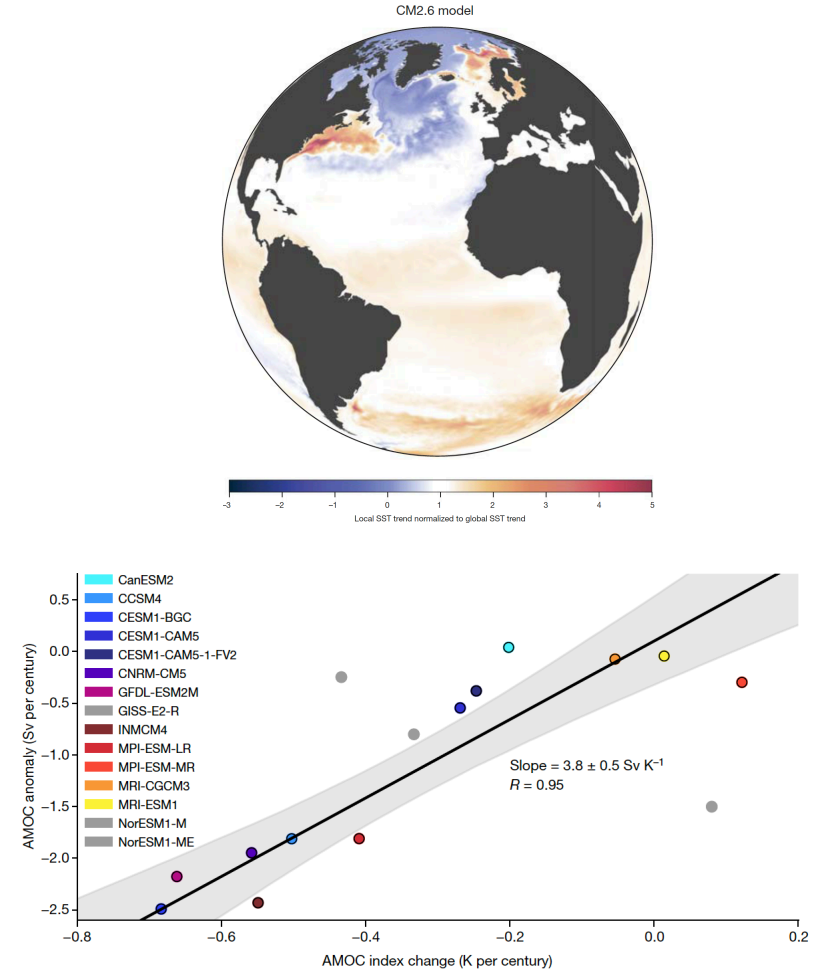 CM2.6 model
−3 −2 −1 0 1 2 3 4 5
Local SST trend normalized to global SST trend
CanESM2
CCSM4
CESM1-BGC
CESM1-CAM5
CESM1-CAM5-1-FV2
CNRM-CM5
GFDL-ESM2M
GISS-E2-R
INMCM4
MPI-ESM-LR
MPI-ESM-MR
MRI-CGCM3
MRI-ESM1
NorESM1-M
NorESM1-ME
AMOC anomaly (Sv per century)
0.5
0.0
−0.5
−1.0
−1.5
−2.0
−2.5
Slope = 3.8 ± 0.5 Sv K⁻¹
R = 0.95
−0.8 −0.6 −0.4 −0.2 0.0 0.2
AMOC index change (K per century)